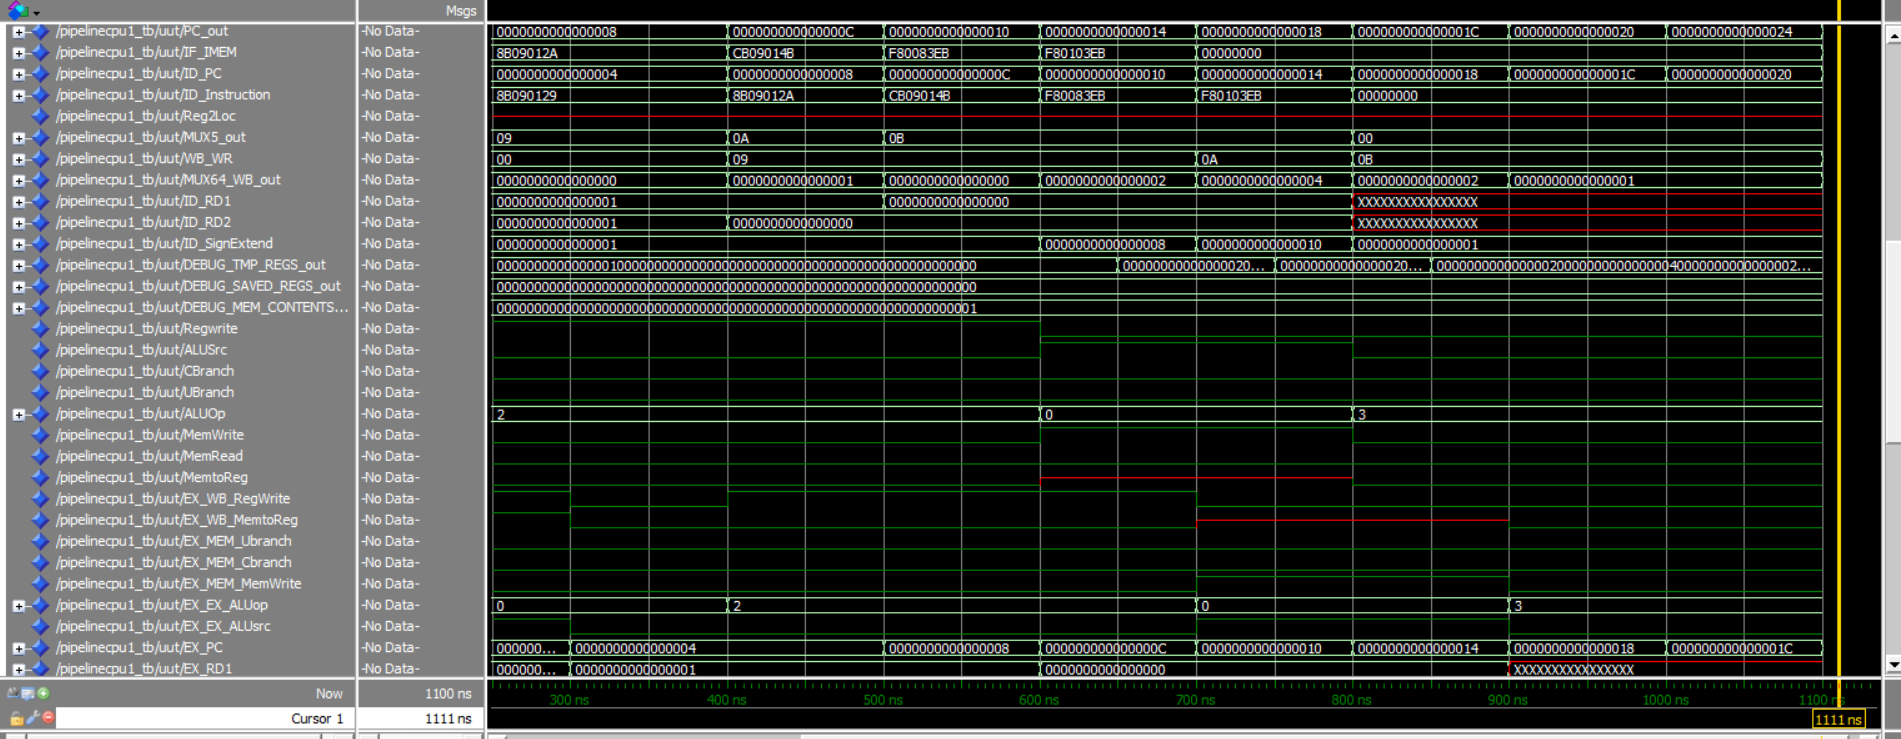 Msgs
/pipelinecpu1_tb/uut/PC_out -No Data- 0000000000000008 000000000000000C 0000000000000010 0000000000000014 0000000000000018 000000000000001C 0000000000000020 0000000000000024
/pipelinecpu1_tb/uut/IF_IMEM -No Data- 8B09012A CB09014B F80083EB F80103EB 00000000
/pipelinecpu1_tb/uut/ID_PC -No Data- 0000000000000004 0000000000000008 000000000000000C 0000000000000010 0000000000000014 0000000000000018 000000000000001C 0000000000000020
/pipelinecpu1_tb/uut/ID_Instruction -No Data- 8B090129 8B09012A CB09014B F80083EB F80103EB 00000000
/pipelinecpu1_tb/uut/Reg2Loc -No Data-
/pipelinecpu1_tb/uut/MUX5_out -No Data- 09 0A 0B 00
/pipelinecpu1_tb/uut/WB_WR -No Data- 00 09 0A 0B
/pipelinecpu1_tb/uut/MUX64_WB_out -No Data- 0000000000000000 0000000000000001 0000000000000000 0000000000000002 0000000000000004 0000000000000002 0000000000000001
/pipelinecpu1_tb/uut/ID_RD1 -No Data- 0000000000000001 0000000000000000 XXXXXXXXXXXXXXXX
/pipelinecpu1_tb/uut/ID_RD2 -No Data- 0000000000000001 0000000000000000 XXXXXXXXXXXXXXXX
/pipelinecpu1_tb/uut/ID_SignExtend -No Data- 0000000000000001 0000000000000008 0000000000000010 0000000000000001
/pipelinecpu1_tb/uut/DEBUG_TMP_REGS_out -No Data- 0000000000000001000000000000000000000000000000000000000000000000 00000000000000020... 00000000000000020... 0000000000000002000000000000000400000000000000002...
/pipelinecpu1_tb/uut/DEBUG_SAVED_REGS_out -No Data- 0000000000000000000000000000000000000000000000000000000000000000
/pipelinecpu1_tb/uut/DEBUG_MEM_CONTENTS... -No Data- 0000000000000000000000000000000000000000000000000000000000000001
/pipelinecpu1_tb/uut/Regwrite -No Data-
/pipelinecpu1_tb/uut/ALUSrc -No Data-
/pipelinecpu1_tb/uut/CBranch -No Data-
/pipelinecpu1_tb/uut/UBranch -No Data-
/pipelinecpu1_tb/uut/ALUOp -No Data- 2 0 3
/pipelinecpu1_tb/uut/MemWrite -No Data-
/pipelinecpu1_tb/uut/MemRead -No Data-
/pipelinecpu1_tb/uut/MemtoReg -No Data-
/pipelinecpu1_tb/uut/EX_WB_RegWrite -No Data-
/pipelinecpu1_tb/uut/EX_WB_MemtoReg -No Data-
/pipelinecpu1_tb/uut/EX_MEM_Ubranch -No Data-
/pipelinecpu1_tb/uut/EX_MEM_Cbranch -No Data-
/pipelinecpu1_tb/uut/EX_MEM_MemWrite -No Data-
/pipelinecpu1_tb/uut/EX_EX_ALUop -No Data- 0 2 0 3
/pipelinecpu1_tb/uut/EX_EX_ALUsrc -No Data-
/pipelinecpu1_tb/uut/EX_PC -No Data- 000000... 0000000000000004 0000000000000008 000000000000000C 0000000000000010 0000000000000014 0000000000000018 000000000000001C
/pipelinecpu1_tb/uut/EX_RD1 -No Data- 000000... 0000000000000001 0000000000000000 XXXXXXXXXXXXXXXX
Now 1100 ns 300 ns 400 ns 500 ns 600 ns 700 ns 800 ns 900 ns 1000 ns 1100 ns
Cursor 1 1111 ns 1111 ns